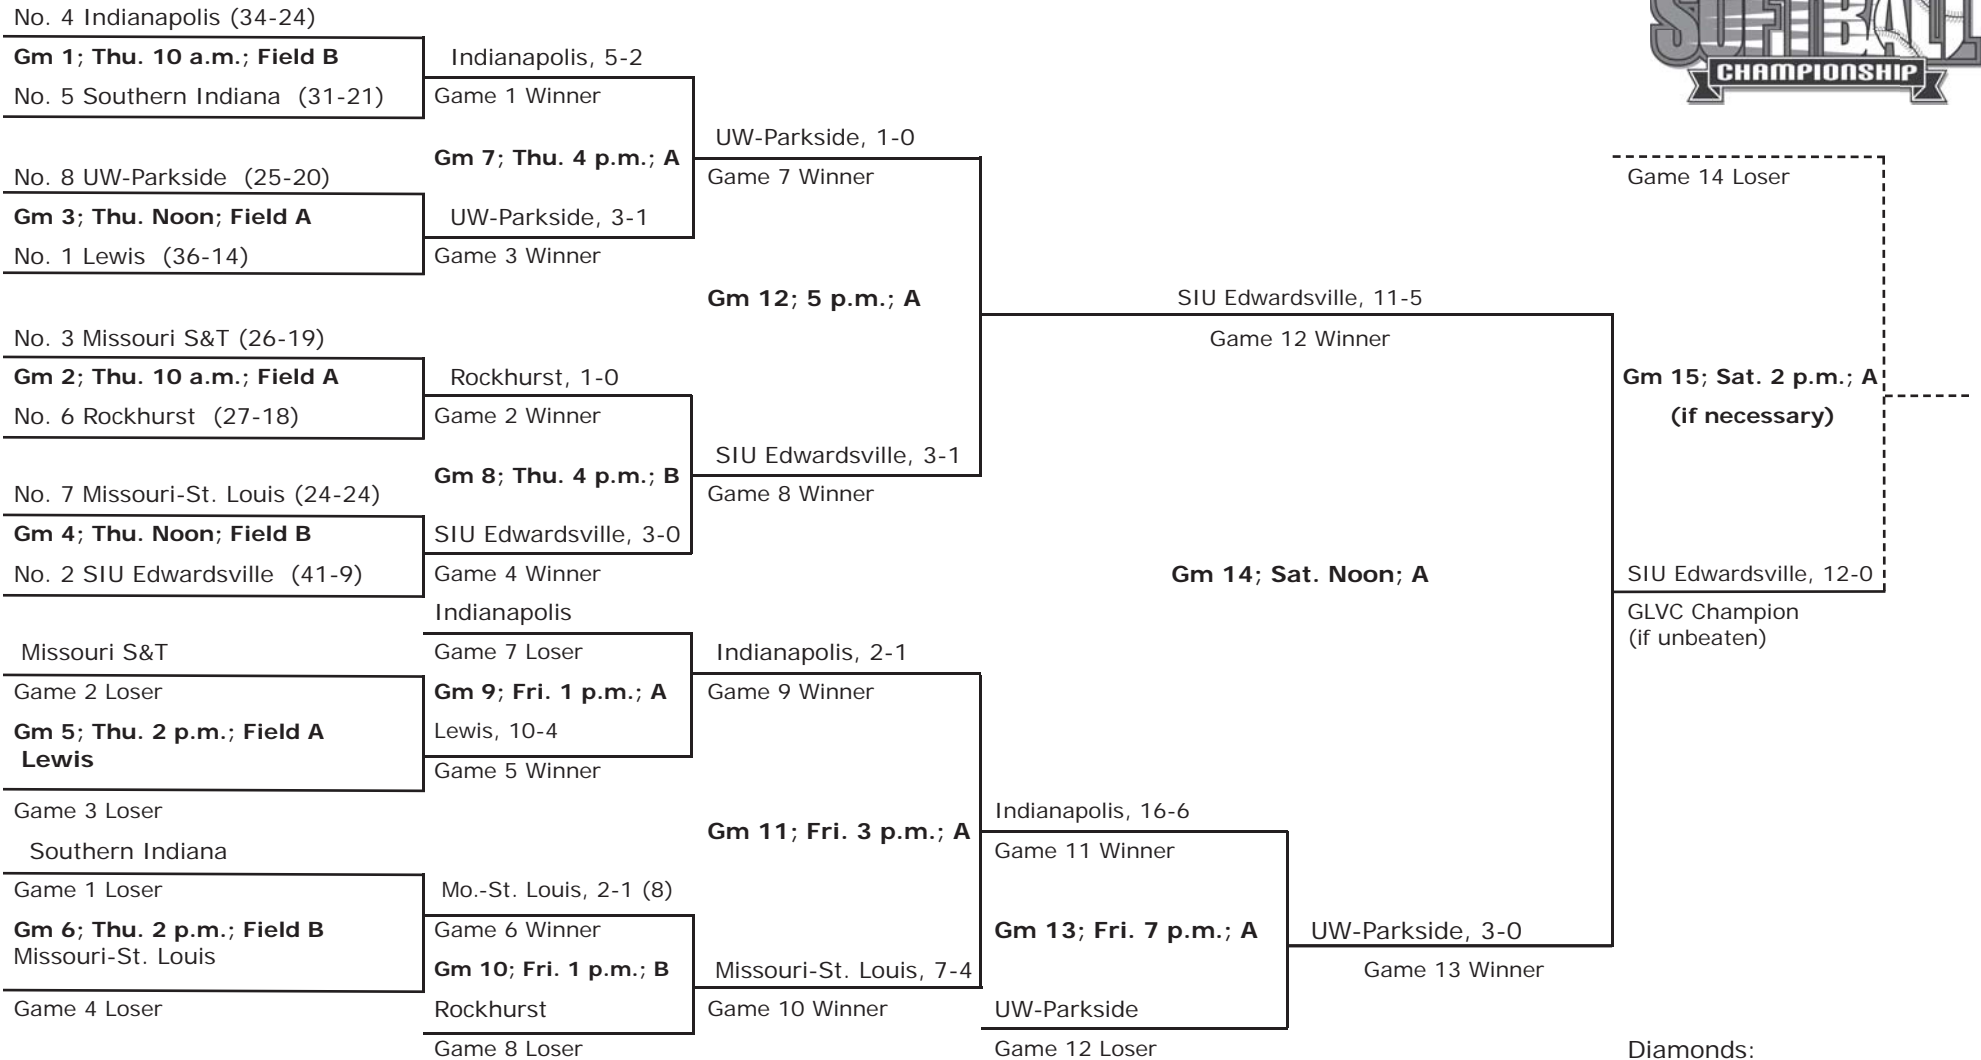 SOFTBALL
CHAMPIONSHIP
No. 4 Indianapolis (34-24)
Gm 1; Thu. 10 a.m.; Field B
No. 5 Southern Indiana (31-21)
No. 8 UW-Parkside (25-20)
Gm 3; Thu. Noon; Field A
No. 1 Lewis (36-14)
No. 3 Missouri S&T (26-19)
Gm 2; Thu. 10 a.m.; Field A
No. 6 Rockhurst (27-18)
No. 7 Missouri-St. Louis (24-24)
Gm 4; Thu. Noon; Field B
No. 2 SIU Edwardsville (41-9)
Missouri S&T
Game 2 Loser
Gm 5; Thu. 2 p.m.; Field A
Lewis
Game 3 Loser
Southern Indiana
Game 1 Loser
Gm 6; Thu. 2 p.m.; Field B
Missouri-St. Louis
Game 4 Loser
Indianapolis, 5-2
Game 1 Winner
Gm 7; Thu. 4 p.m.; A
UW-Parkside, 3-1
Game 3 Winner
Rockhurst, 1-0
Game 2 Winner
Gm 8; Thu. 4 p.m.; B
SIU Edwardsville, 3-0
Game 4 Winner
Indianapolis
Game 7 Loser
Gm 9; Fri. 1 p.m.; A
Lewis, 10-4
Game 5 Winner
Mo.-St. Louis, 2-1 (8)
Game 6 Winner
Gm 10; Fri. 1 p.m.; B
Rockhurst
Game 8 Loser
UW-Parkside, 1-0
Game 7 Winner
Gm 12; 5 p.m.; A
SIU Edwardsville, 3-1
Game 8 Winner
Indianapolis, 2-1
Game 9 Winner
Gm 11; Fri. 3 p.m.; A
Missouri-St. Louis, 7-4
Game 10 Winner
SIU Edwardsville, 11-5
Game 12 Winner
Gm 14; Sat. Noon; A
Indianapolis, 16-6
Game 11 Winner
Gm 13; Fri. 7 p.m.; A
UW-Parkside
Game 12 Loser
UW-Parkside, 3-0
Game 13 Winner
Game 14 Loser
Gm 15; Sat. 2 p.m.; A
(if necessary)
SIU Edwardsville, 12-0
GLVC Champion
(if unbeaten)
Diamonds: